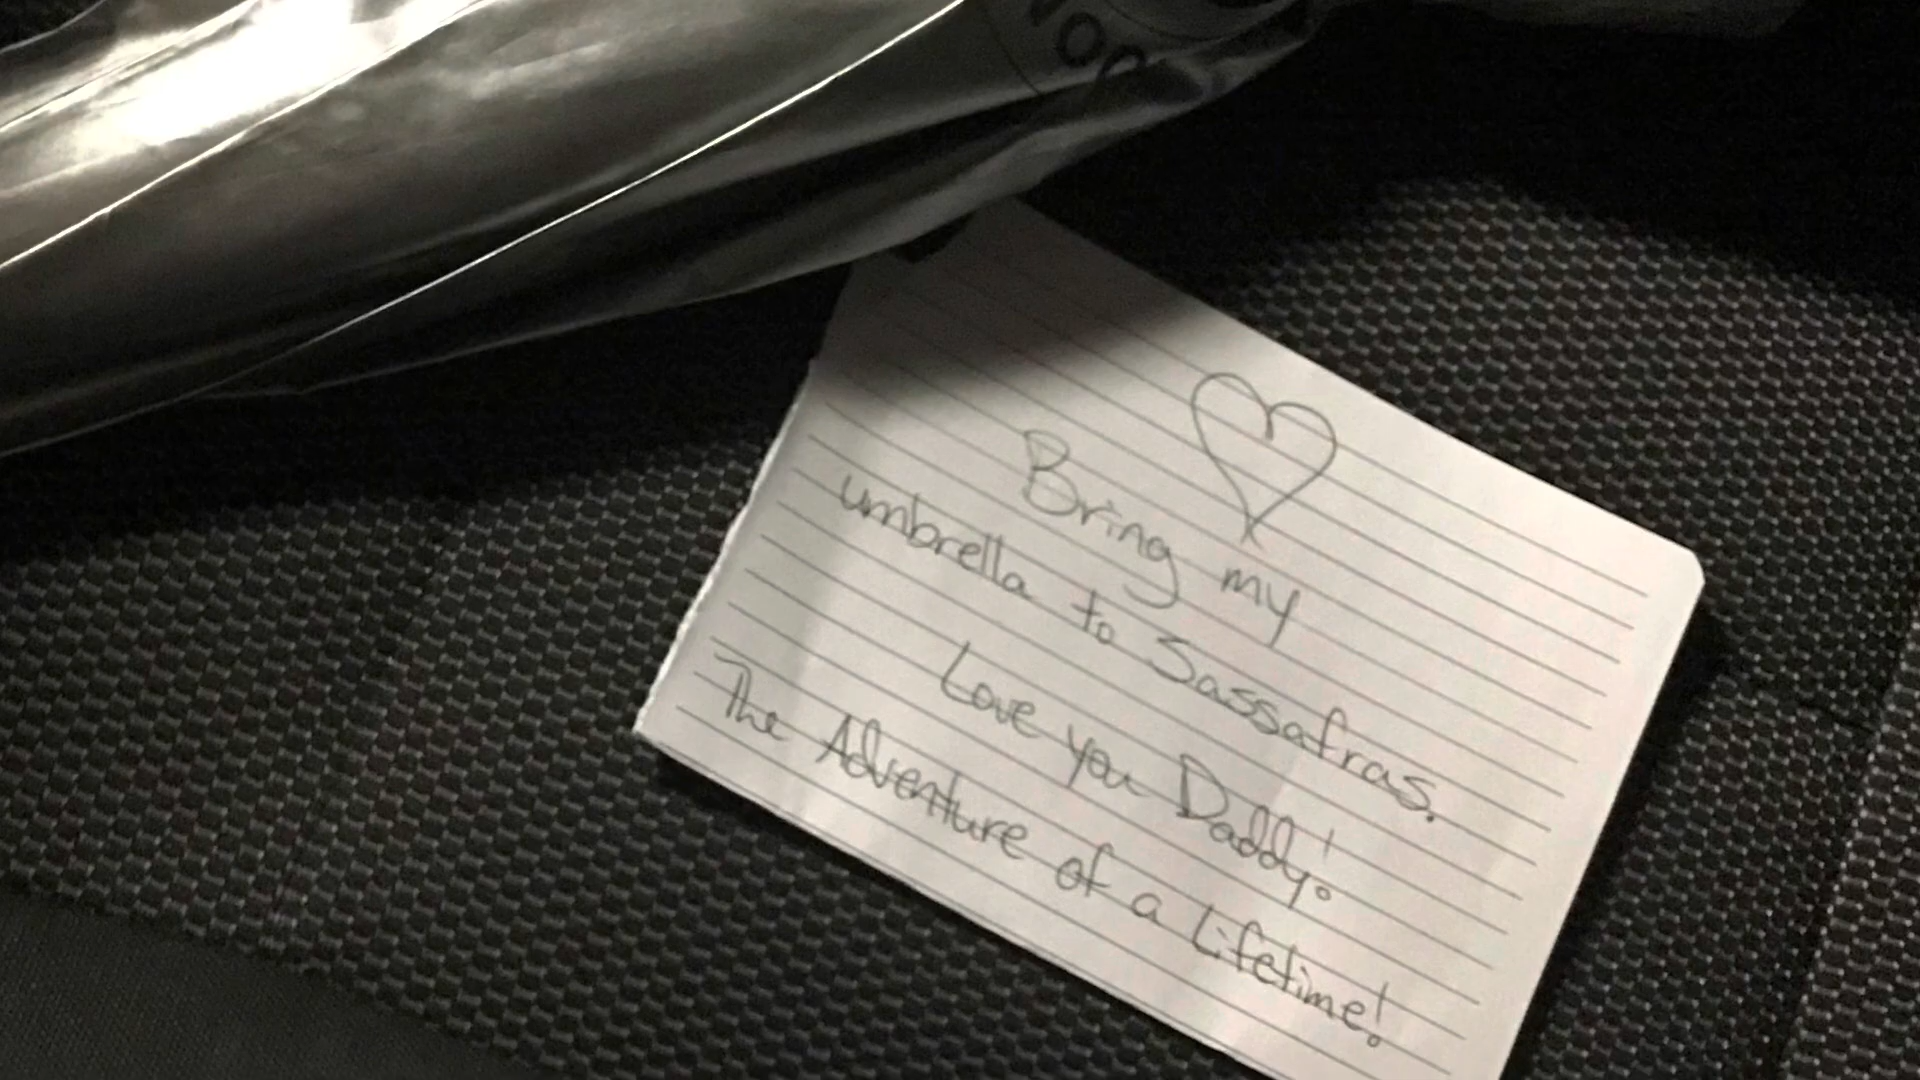 Bring my
umbrella to Sassafras.
Love you Daddy!
The Adventure of a Lifetime!